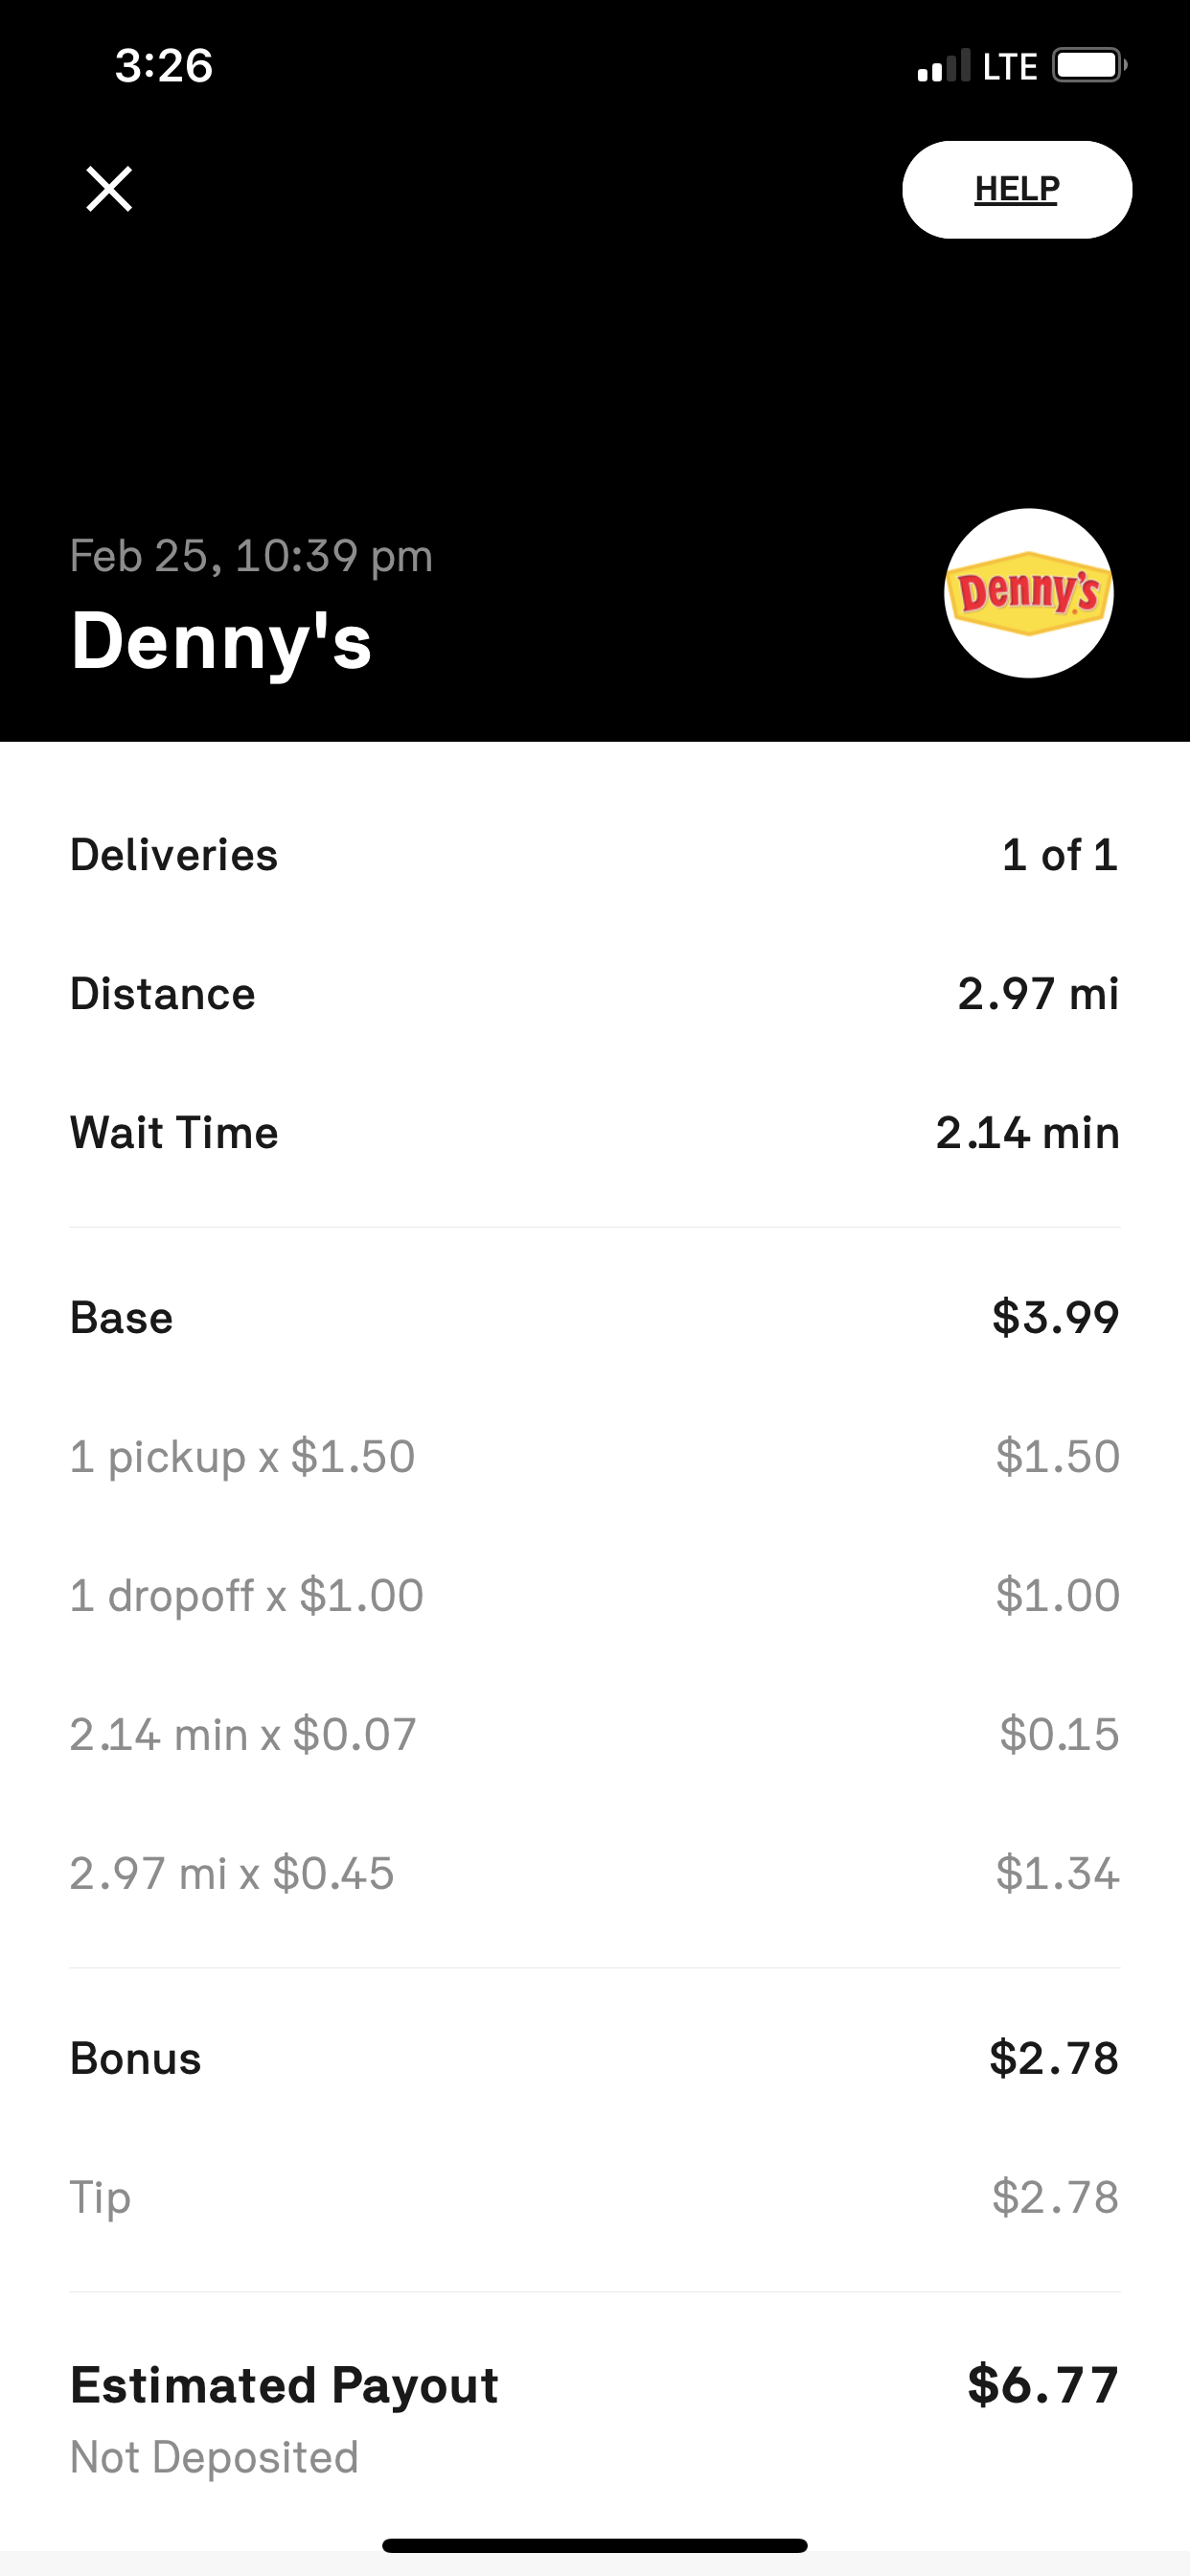 3:26 LTE
HELP
Feb 25, 10:39 pm
Denny's
Denny's
Deliveries 1 of 1
Distance 2.97 mi
Wait Time 2.14 min
Base $3.99
1 pickup x $1.50 $1.50
1 dropoff x $1.00 $1.00
2.14 min x $0.07 $0.15
2.97 mi x $0.45 $1.34
Bonus $2.78
Tip $2.78
Estimated Payout $6.77
Not Deposited